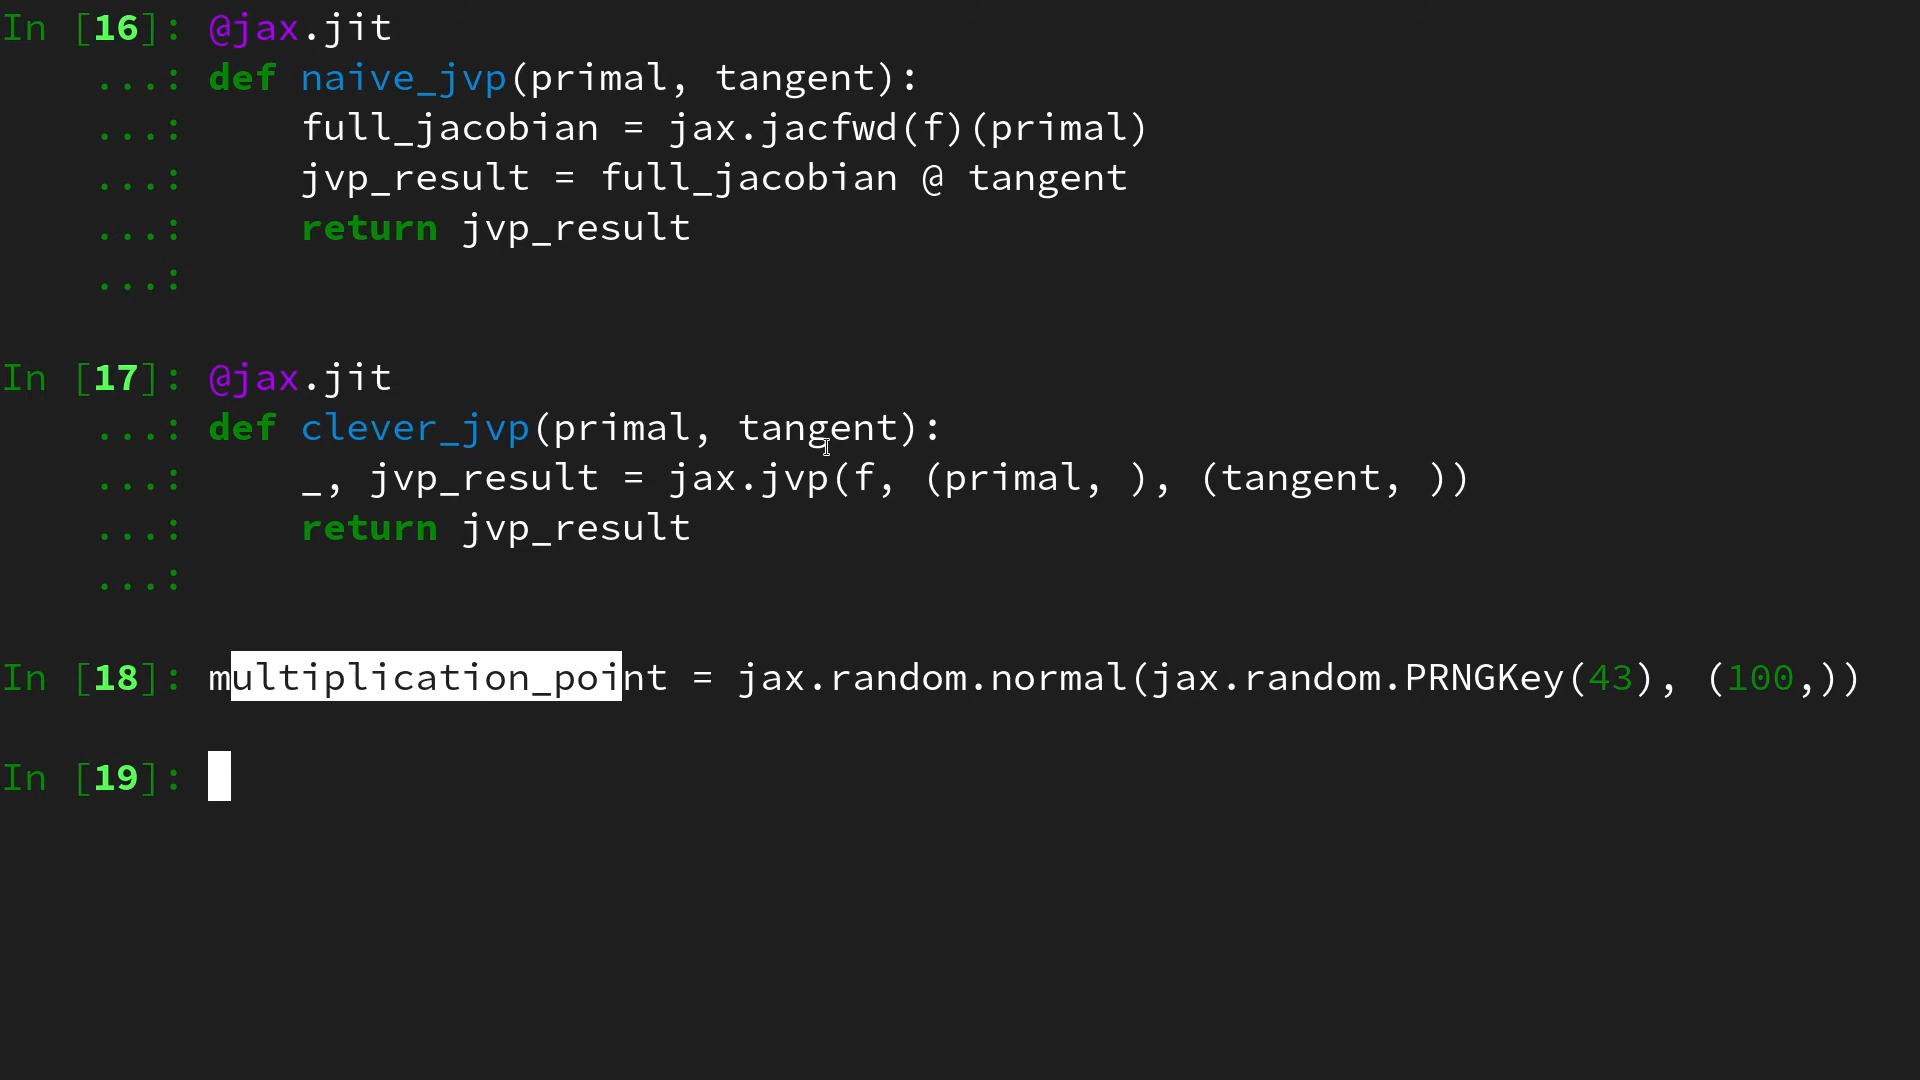 In [16]: @jax.jit
    ...: def naive_jvp(primal, tangent):
    ...:     full_jacobian = jax.jacfwd(f)(primal)
    ...:     jvp_result = full_jacobian @ tangent
    ...:     return jvp_result
    ...:
In [17]: @jax.jit
    ...: def clever_jvp(primal, tangent):
    ...:     _, jvp_result = jax.jvp(f, (primal, ), (tangent, ))
    ...:     return jvp_result
    ...:
In [18]: multiplication_point = jax.random.normal(jax.random.PRNGKey(43), (100,))
In [19]: